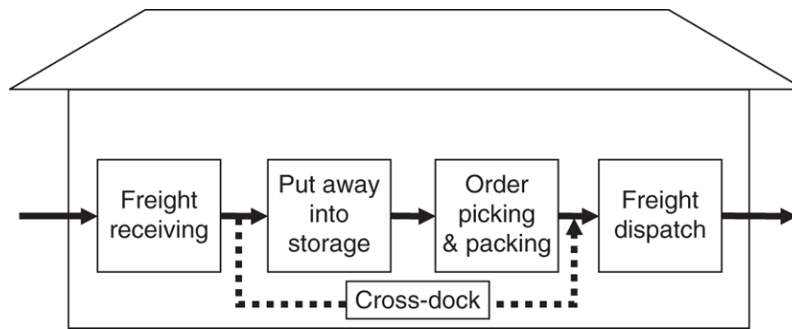 Freight
receiving
Put away
into
storage
Order
picking
& packing
Freight
dispatch
Cross-dock